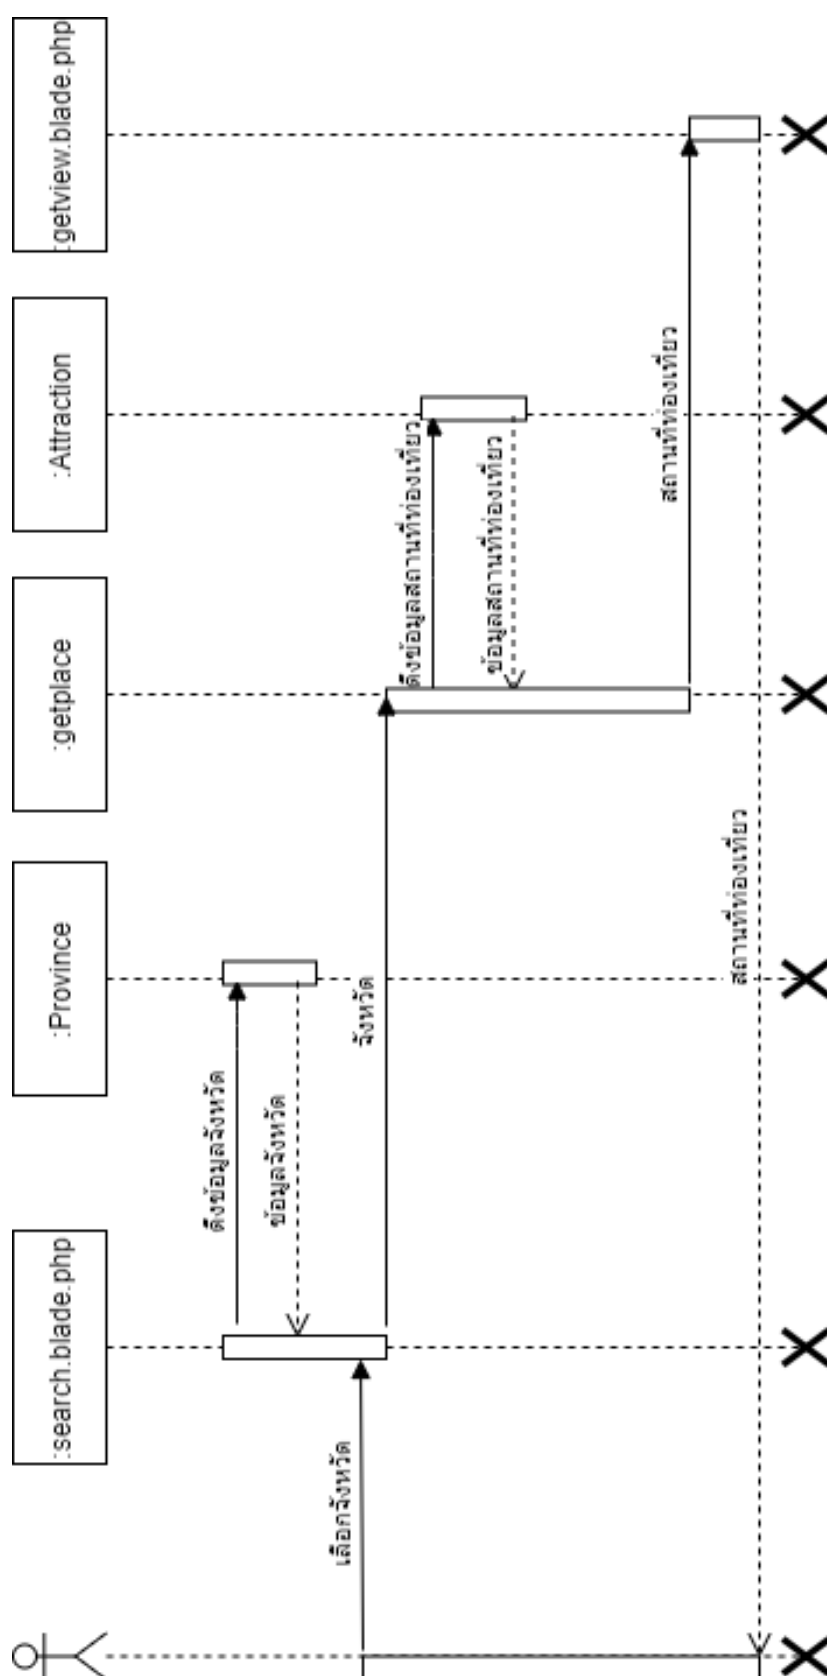 :search.blade.php
:Province
:getplace
:Attraction
:getview.blade.php
ดึงข้อมูลจังหวัด
ข้อมูลจังหวัด
เลือกจังหวัด
จังหวัด
ดึงข้อมูลสถานที่ท่องเที่ยว
ข้อมูลสถานที่ท่องเที่ยว
สถานที่ท่องเที่ยว
สถานที่ท่องเที่ยว